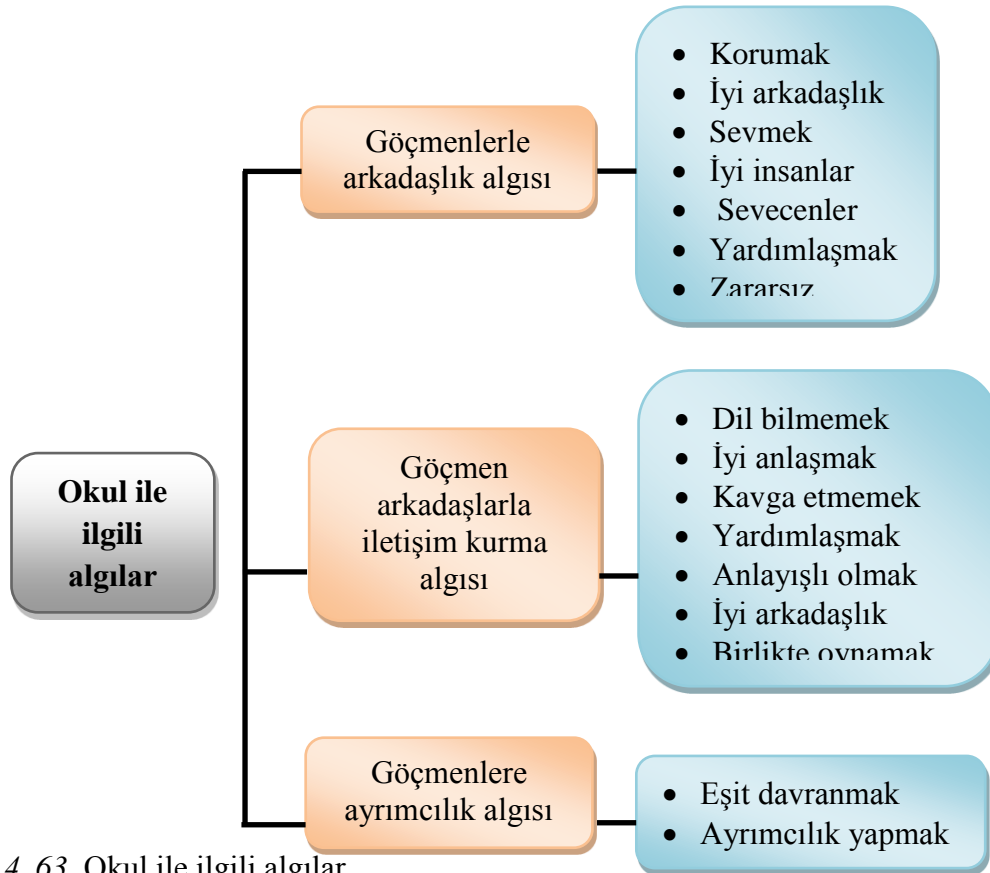 Okul ile
ilgili
algılar
Göçmenlerle
arkadaşlık algısı
• Korumak
• İyi arkadaşlık
• Sevmek
• İyi insanlar
• Sevecenler
• Yardımlaşmak
• Zararsız
Göçmen
arkadaşlarla
iletişim kurma
algısı
• Dil bilmemek
• İyi anlaşmak
• Kavga etmemek
• Yardımlaşmak
• Anlayışlı olmak
• İyi arkadaşlık
• Birlikte oynamak
Göçmenlere
ayrımcılık algısı
• Eşit davranmak
• Ayrımcılık yapmak
4. 63. Okul ile ilgili algılar